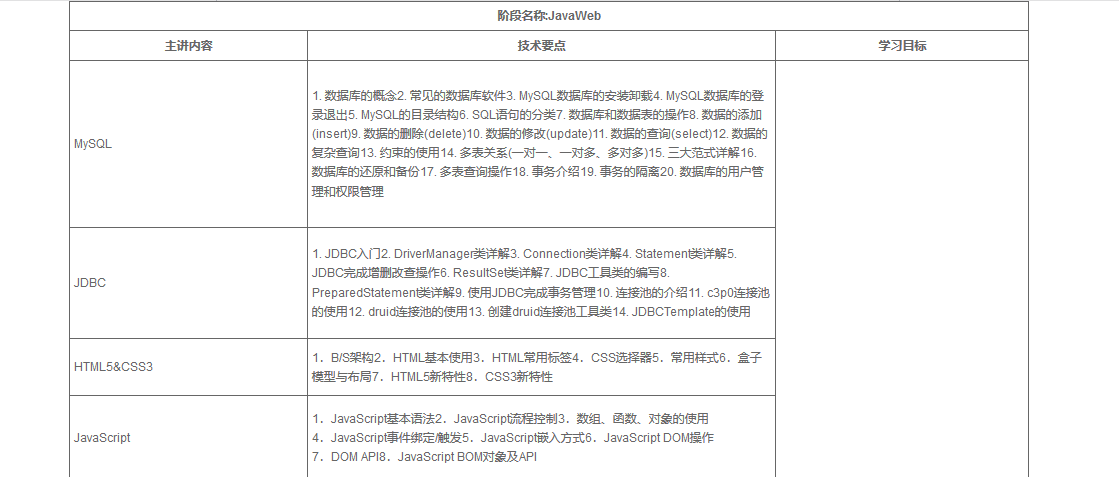 阶段名称:JavaWeb
主讲内容
技术要点
学习目标
MySQL
1. 数据库的概念2. 常见的数据库软件3. MySQL数据库的安装卸载4. MySQL数据库的登
录退出5. MySQL的目录结构6. SQL语句的分类7. 数据库和数据表的操作8. 数据的添加
(insert)9. 数据的删除(delete)10. 数据的修改(update)11. 数据的查询(select)12. 数据的
复杂查询13. 约束的使用14. 多表关系(一对一、一对多、多对多)15. 三大范式详解16.
数据库的还原和备份17. 多表查询操作18. 事务介绍19. 事务的隔离20. 数据库的用户管
理和权限管理
JDBC
1. JDBC入门2. DriverManager类详解3. Connection类详解4. Statement类详解5.
JDBC完成增删改查操作6. ResultSet类详解7. JDBC工具类的编写8.
PreparedStatement类详解9. 使用JDBC完成事务管理10. 连接池的介绍11. c3p0连接池
的使用12. druid连接池的使用13. 创建druid连接池工具类14. JDBCTemplate的使用
HTML5&CSS3
1．B/S架构2．HTML基本使用3．HTML常用标签4．CSS选择器5．常用样式6．盒子
模型与布局7．HTML5新特性8．CSS3新特性
JavaScript
1．JavaScript基本语法2．JavaScript流程控制3．数组、函数、对象的使用
4．JavaScript事件绑定/触发5．JavaScript嵌入方式6．JavaScript DOM操作
7．DOM API8．JavaScript BOM对象及API